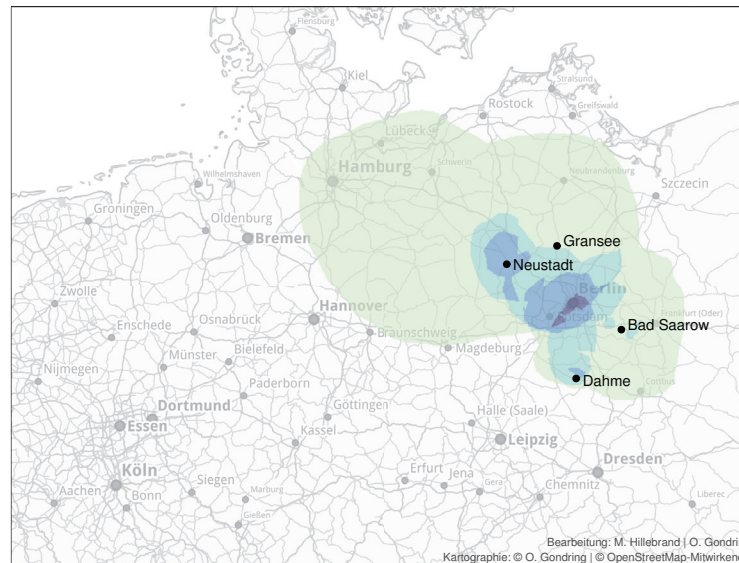 Flensburg
Kiel
Stralsund
Rostock
Greifswald
Lübeck
Hamburg
Schwerin
Neubrandenburg
Wilhelmshaven
Szczecin
Groningen
Oldenburg
Bremen
Gransee
Neustadt
Berlin
Zwolle
Hannover
Potsdam
Frankfurt (Oder)
Enschede
Osnabrück
Braunschweig
Bad Saarow
Magdeburg
Bielefeld
Münster
Nijmegen
Paderborn
Dahme
Cottbus
Dortmund
Göttingen
Halle (Saale)
Essen
Kassel
Leipzig
Köln
Dresden
Siegen
Erfurt
Jena
Gera
Chemnitz
Aachen
Bonn
Marburg
Gießen
Liberec
Bearbeitung: M. Hillebrand | O. Gondrin
Kartographie: © O. Gondring | © OpenStreetMap-Mitwirkend